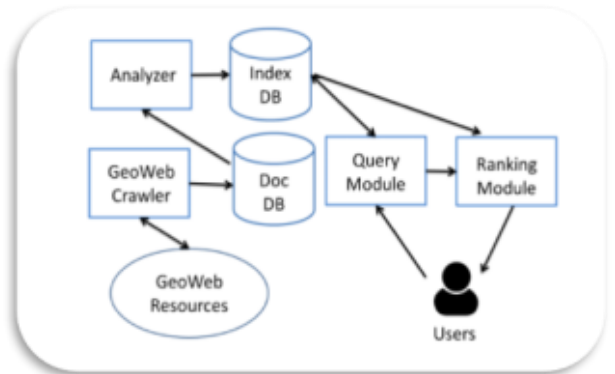 Analyzer
Index
DB
GeoWeb
Crawler
Doc
DB
Query
Module
Ranking
Module
GeoWeb
Resources
Users